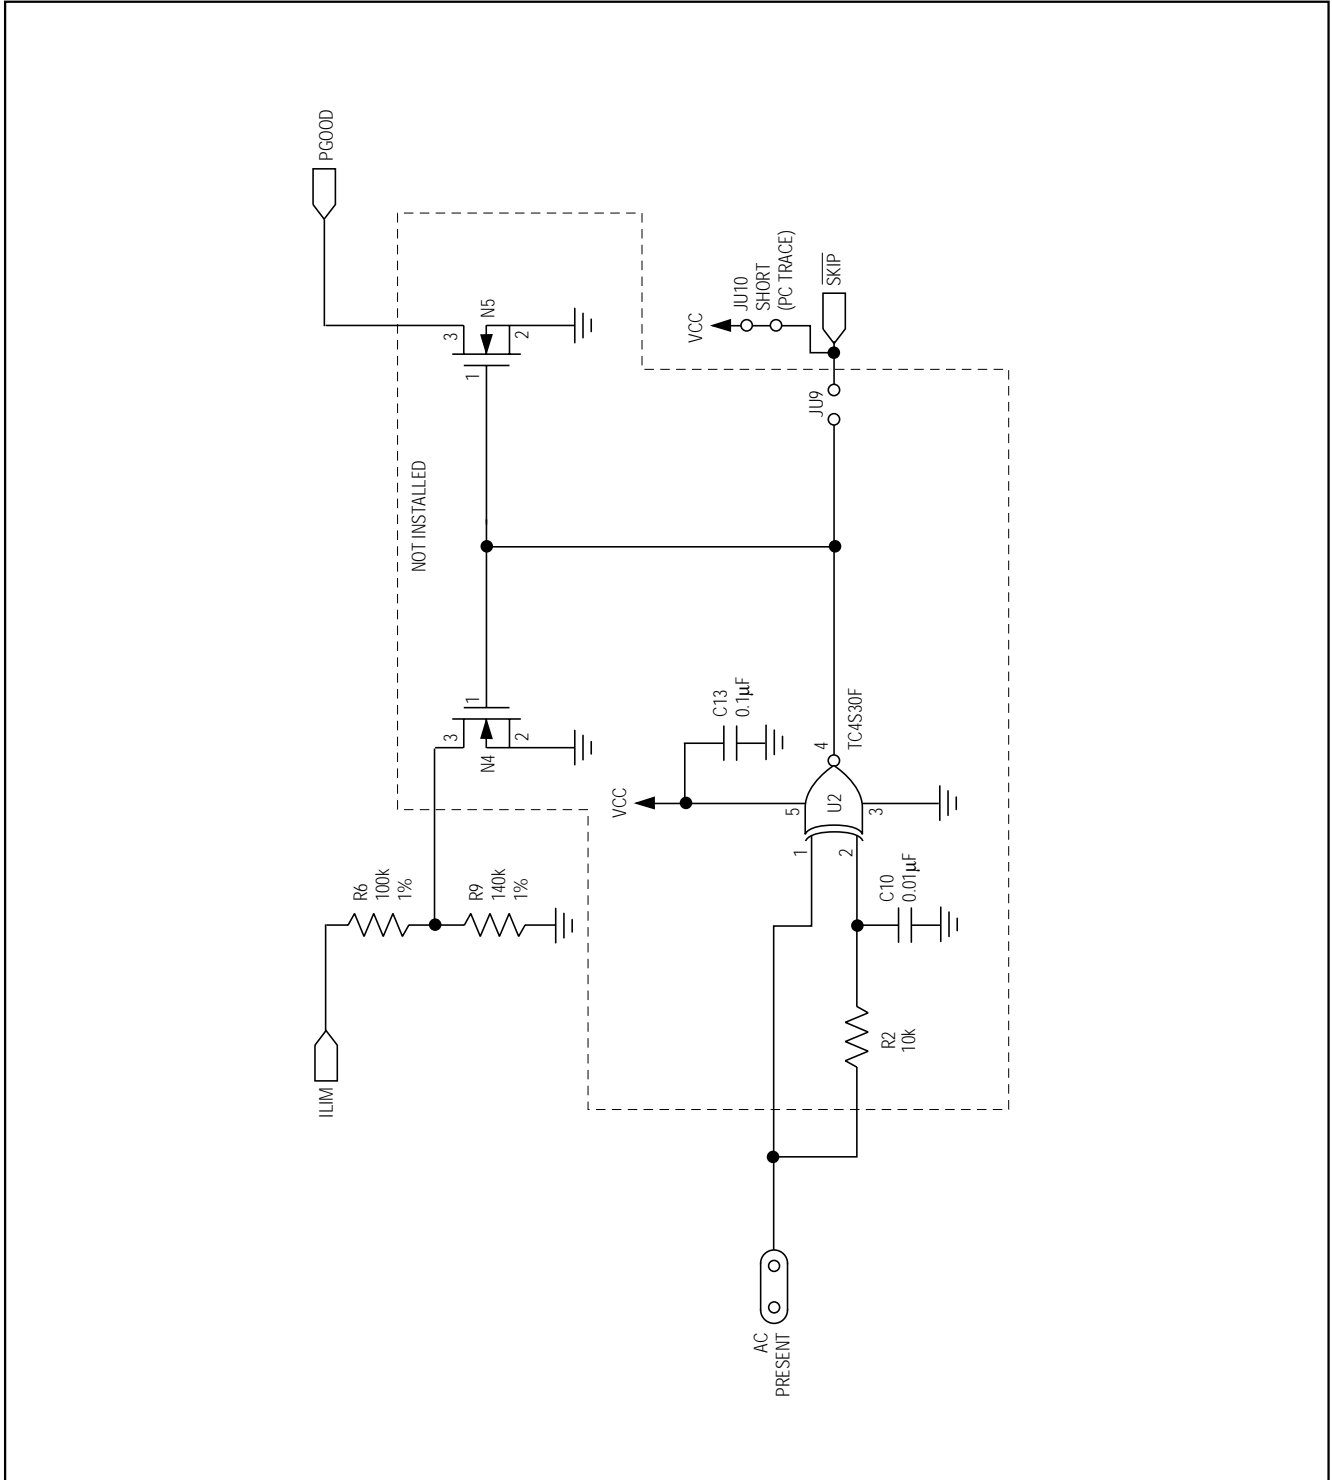 PGOOD
N5
3
2
1
NOT INSTALLED
VCC
JU10
SHORT
(PC TRACE)
SKIP
JU9
1
3
2
N4
C13
0.1μF
VCC
4
TC4S30F
5
U2
3
1
2
R6
100k
1%
R9
140k
1%
C10
0.01μF
ILIM
R2
10k
AC
PRESENT